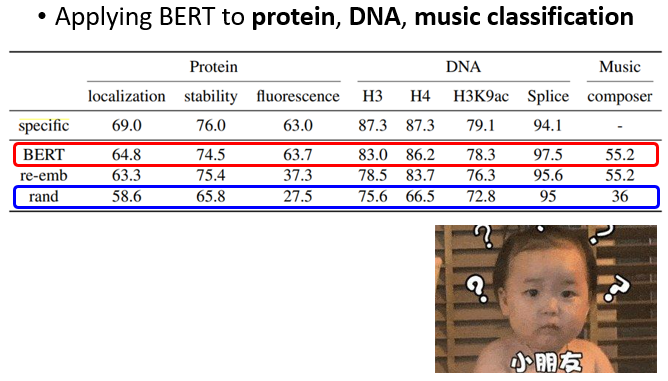 • Applying BERT to protein, DNA, music classification
Protein DNA Music
localization stability fluorescence H3 H4 H3K9ac Splice composer
specific 69.0 76.0 63.0 87.3 87.3 79.1 94.1 -
BERT 64.8 74.5 63.7 83.0 86.2 78.3 97.5 55.2
re-emb 63.3 75.4 37.3 78.5 83.7 76.3 95.6 55.2
rand 58.6 65.8 27.5 75.6 66.5 72.8 95 36
? ? ? ?
小朋友